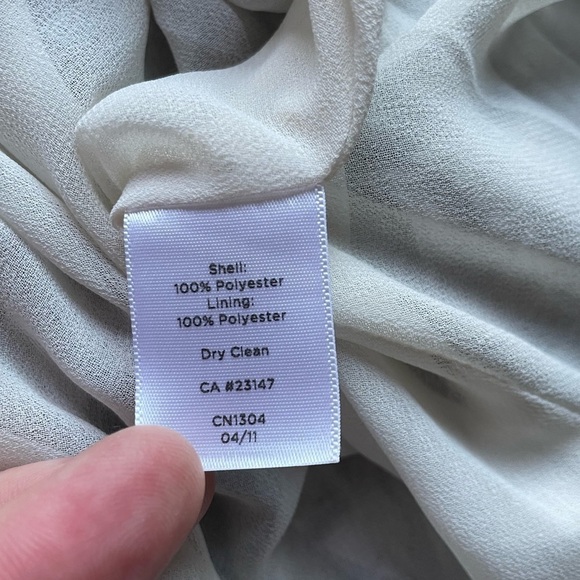 Shell:
100% Polyester
Lining:
100% Polyester
Dry Clean
CA #23147
CN1304
04/11